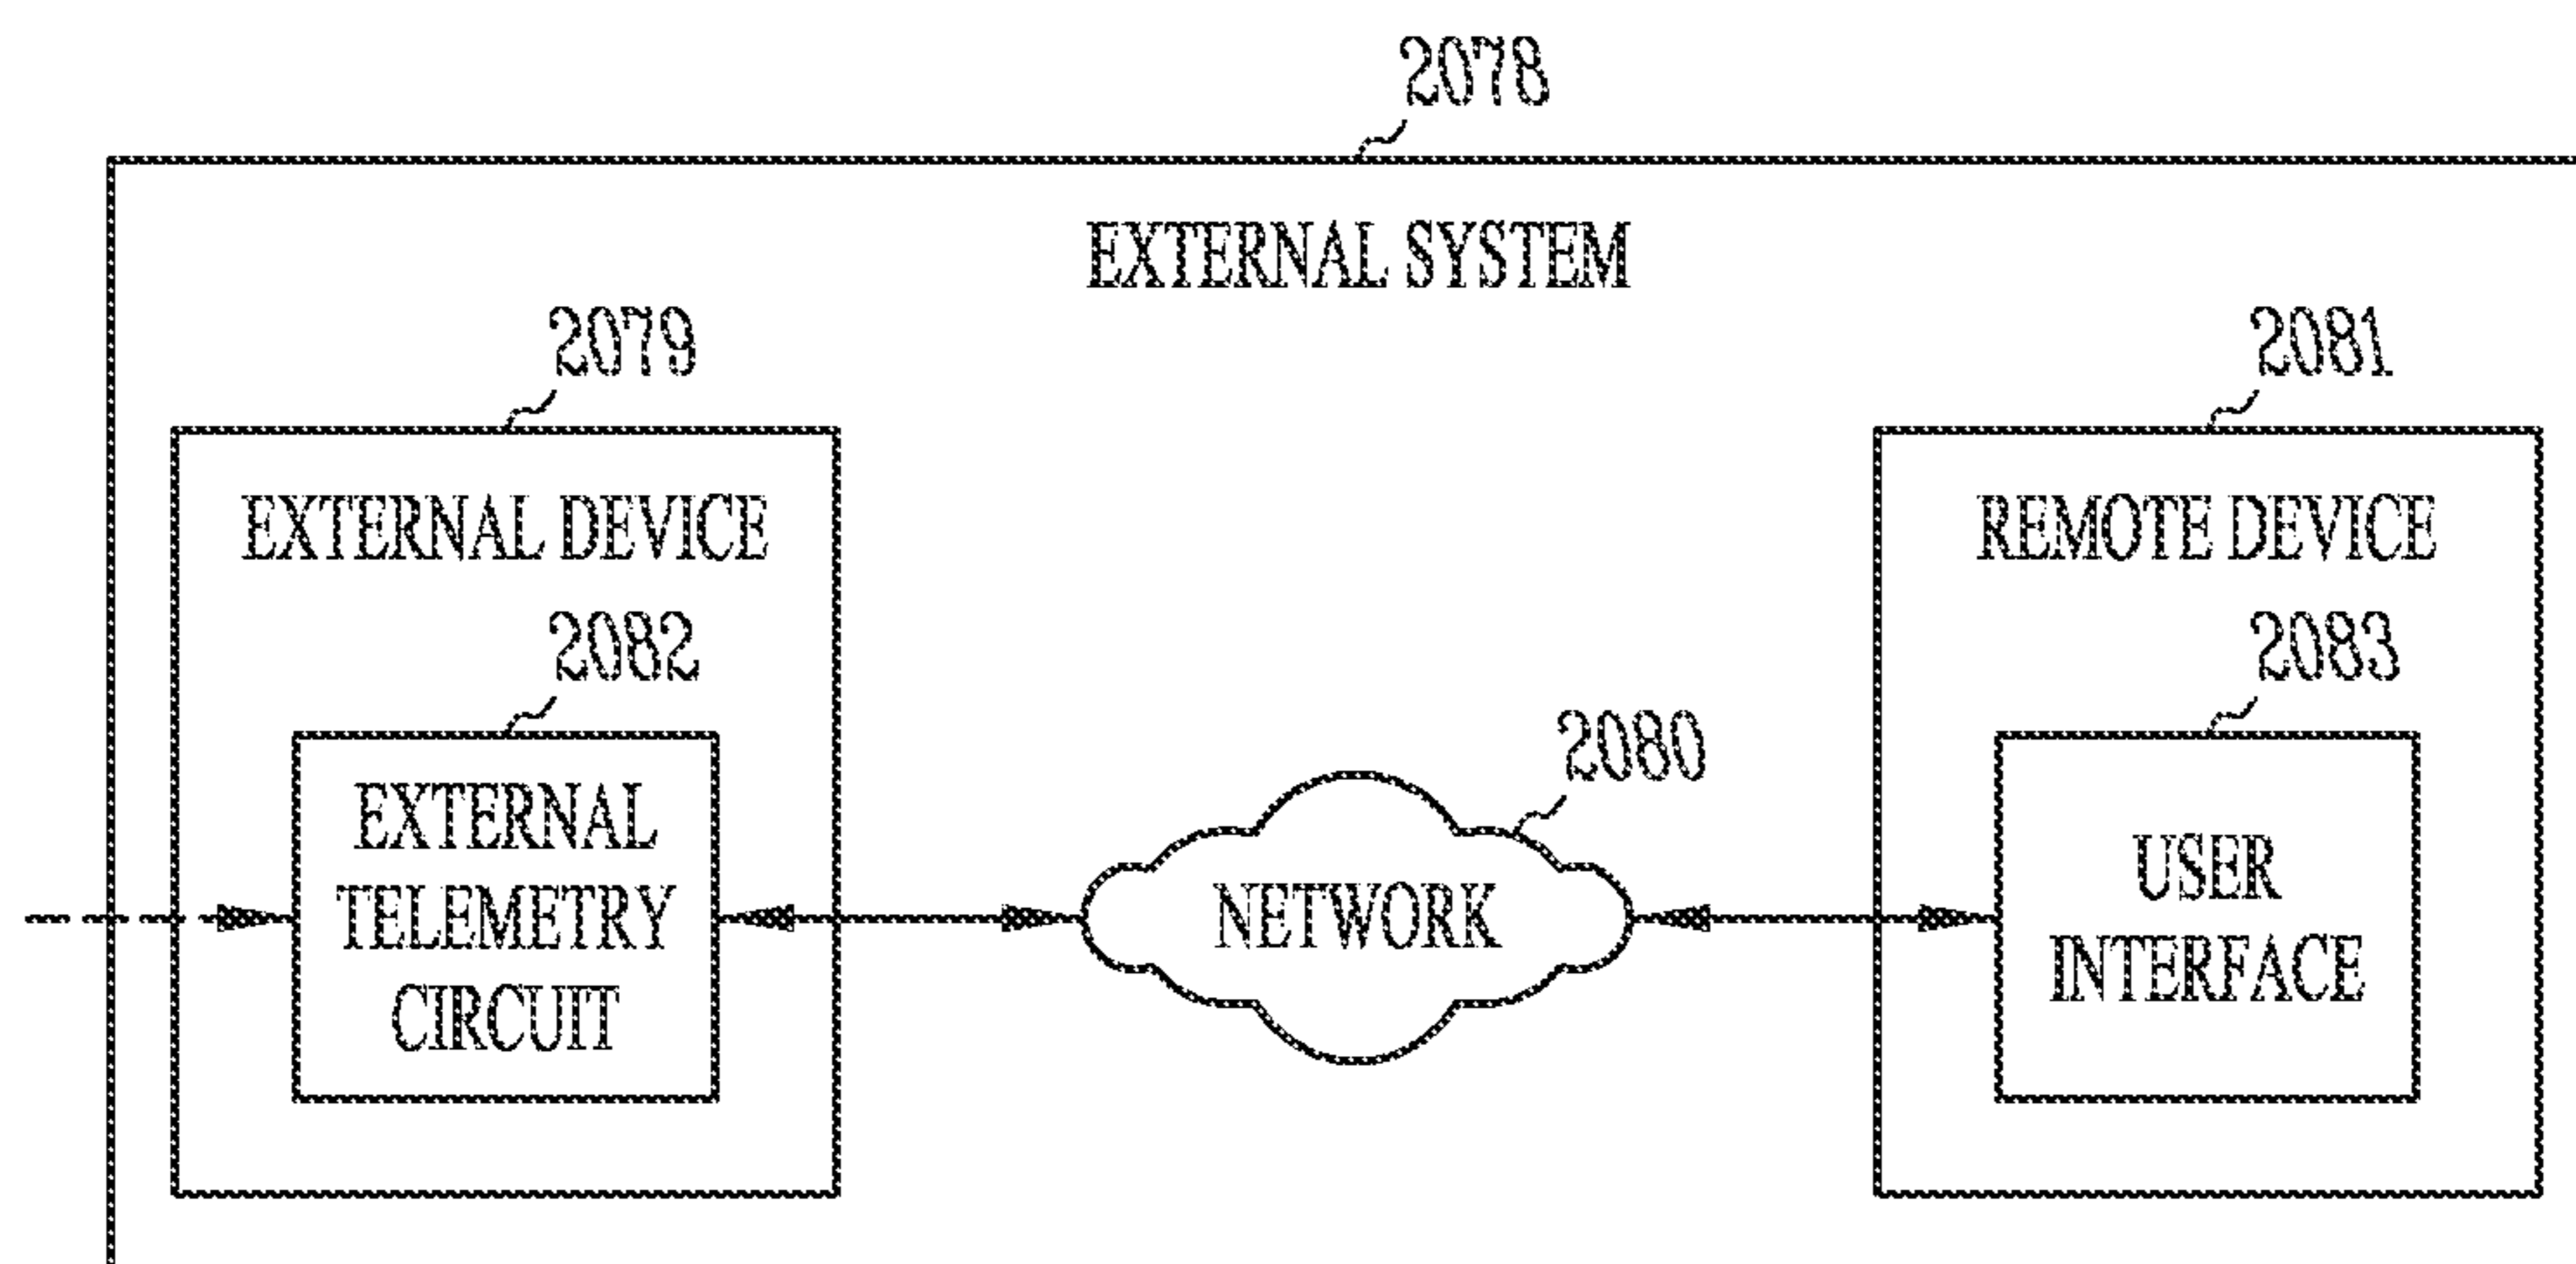 2078
EXTERNAL SYSTEM
2079
2081
EXTERNAL DEVICE
REMOTE DEVICE
2082
2083
2080
EXTERNAL
TELEMETRY
CIRCUIT
NETWORK
USER
INTERFACE